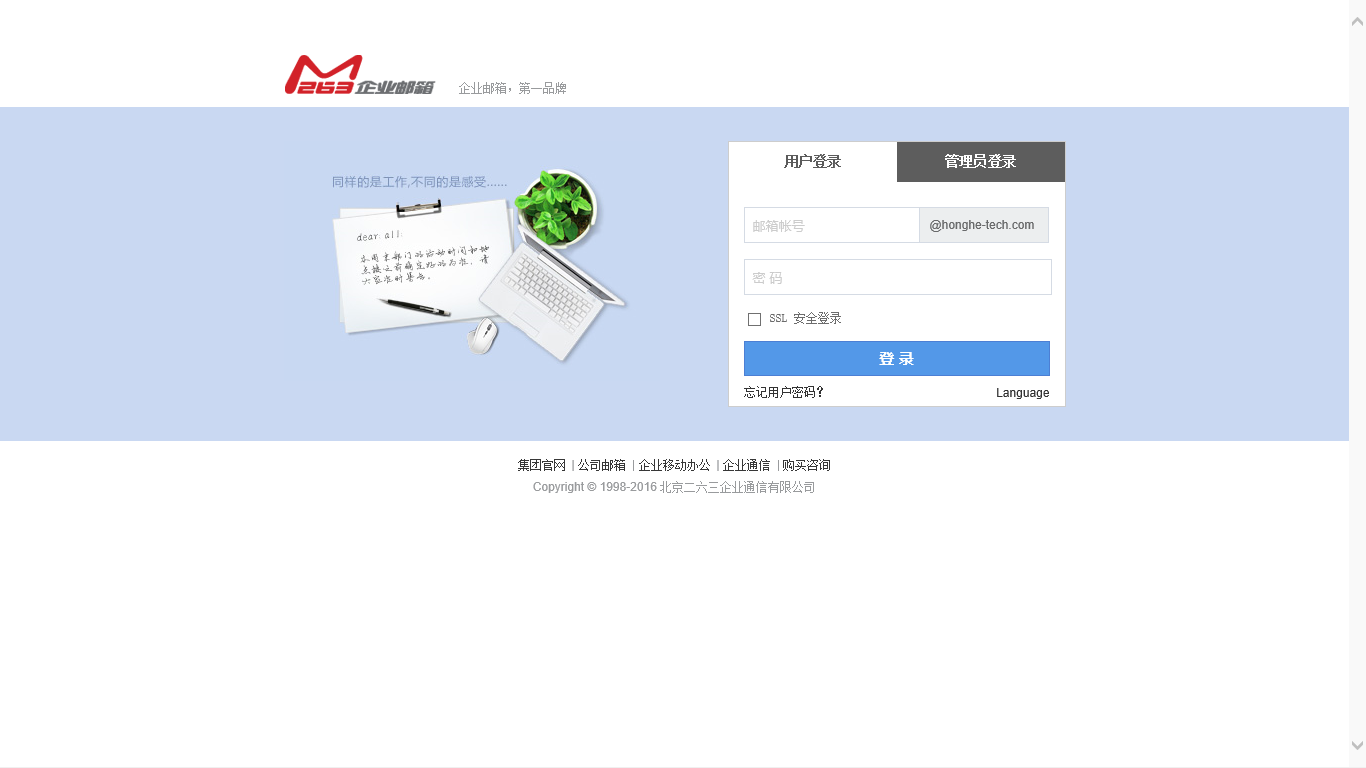 263企业邮箱 企业邮箱，第一品牌
用户登录 管理员登录
同样的是工作,不同的是感受......
dear all:
邮箱帐号 @honghe-tech.com
密 码
SSL 安全登录
登 录
忘记用户密码? Language
集团官网 | 公司邮箱 | 企业移动办公 | 企业通信 | 购买咨询
Copyright © 1998-2016 北京二六三企业通信有限公司